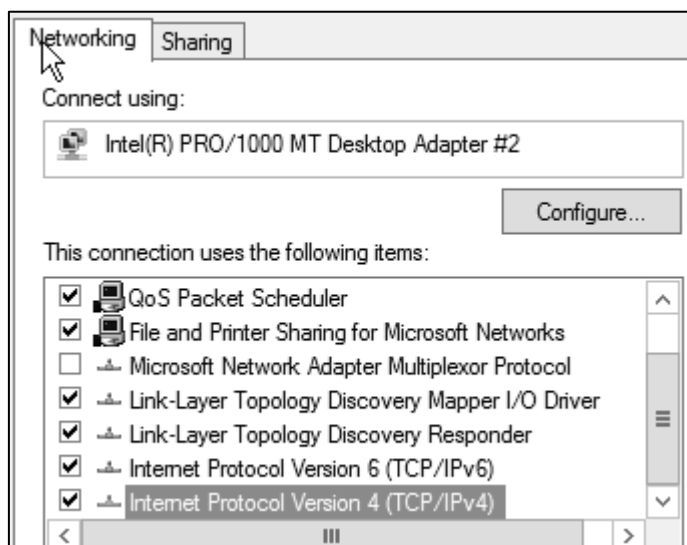 Networking Sharing
Connect using:
Intel(R) PRO/1000 MT Desktop Adapter #2
Configure...
This connection uses the following items:
QoS Packet Scheduler
File and Printer Sharing for Microsoft Networks
Microsoft Network Adapter Multiplexor Protocol
Link-Layer Topology Discovery Mapper I/O Driver
Link-Layer Topology Discovery Responder
Internet Protocol Version 6 (TCP/IPv6)
Internet Protocol Version 4 (TCP/IPv4)